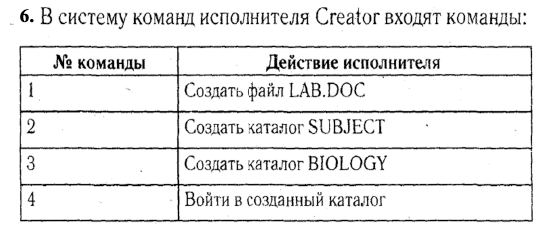 6. В систему команд исполнителя Creator входят команды:
№ команды Действие исполнителя
1 Создать файл LAB.DOC
2 Создать каталог SUBJECT
3 Создать каталог BIOLOGY
4 Войти в созданный каталог